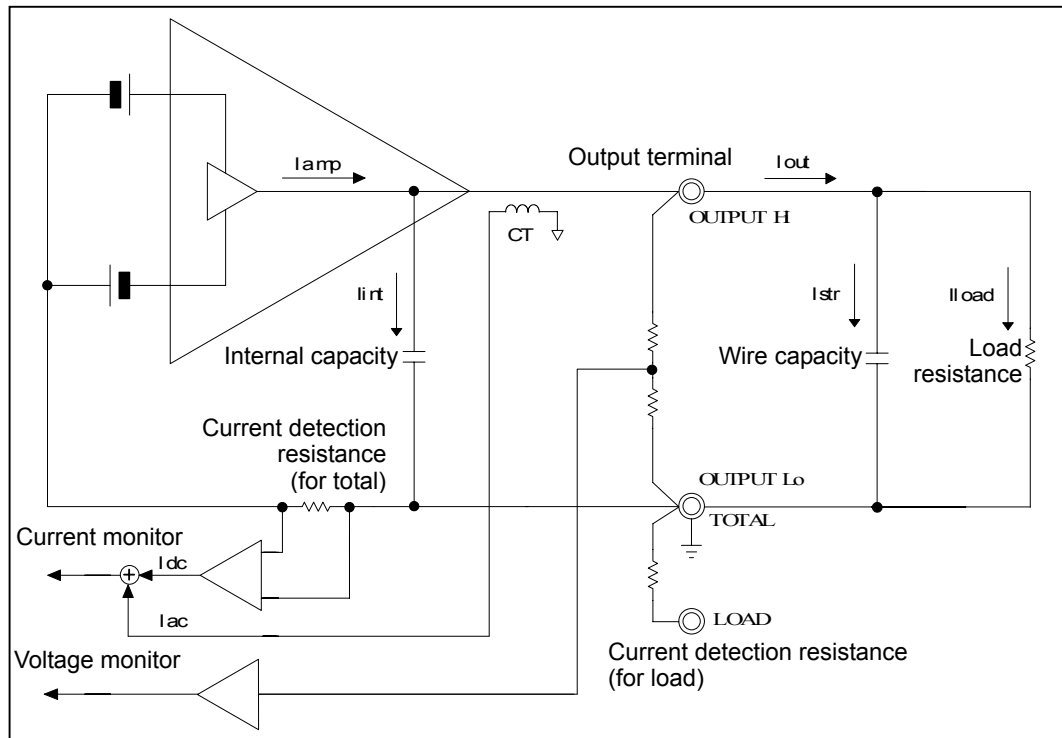 Iamp
Output terminal
Iout
OUTPUT Hi
CT
Iint
Istr
Iload
Internal capacity
Wire capacity
Load
resistance
Current detection
resistance
(for total)
OUTPUT Lo
TOTAL
Current monitor
Idc
Iac
LOAD
Voltage monitor
Current detection resistance
(for load)